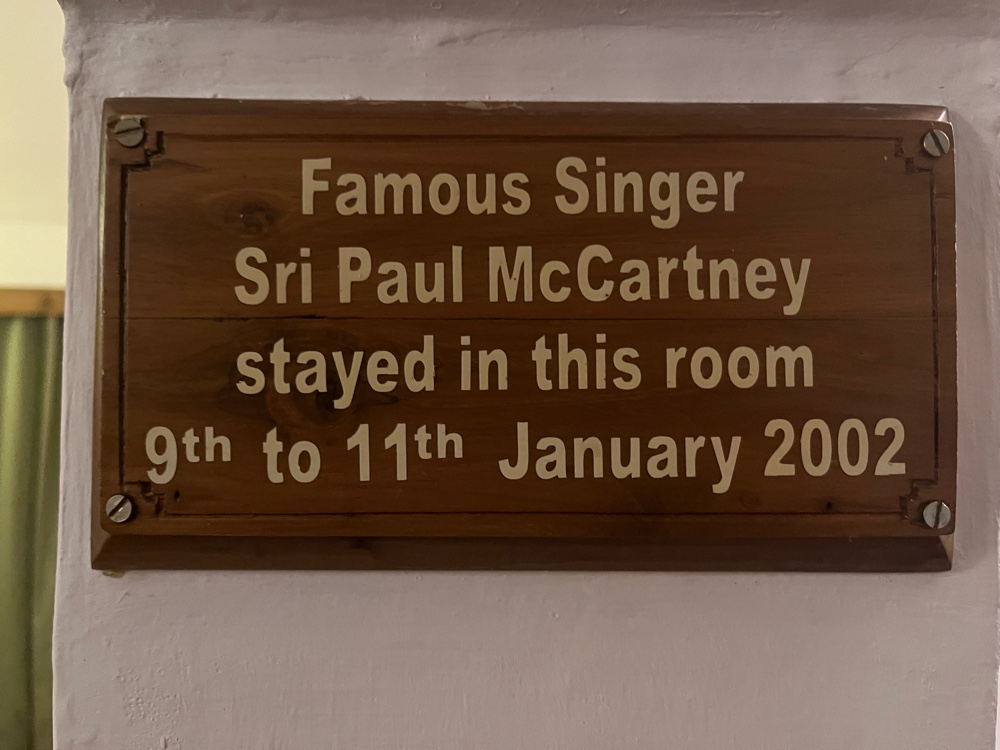 Famous Singer
Sri Paul McCartney
stayed in this room
9th to 11th January 2002